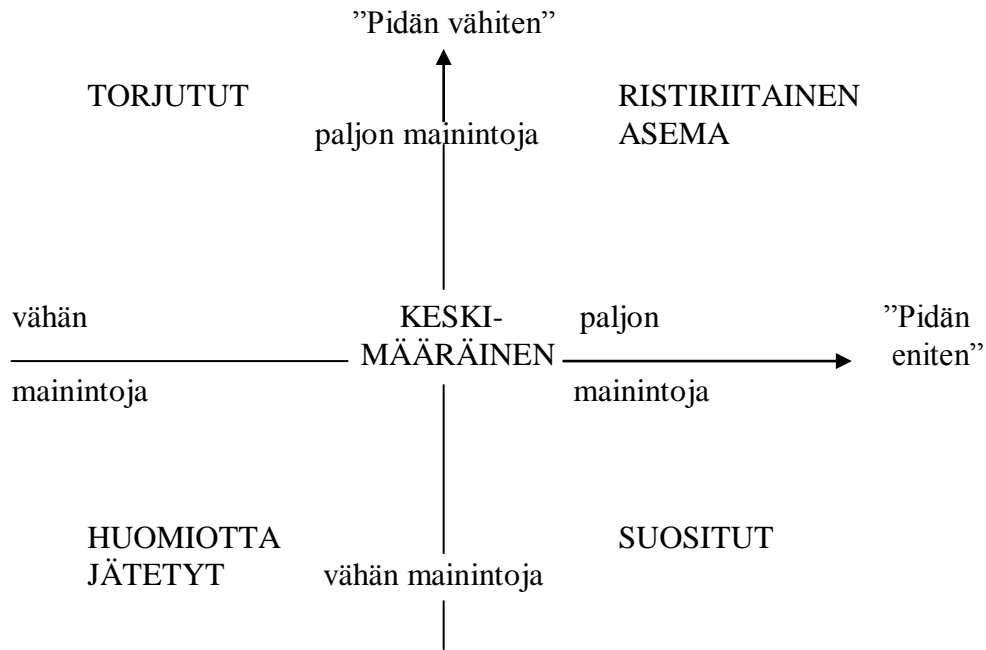 ”Pidän vähiten”
TORJUTUT
RISTIRIITAINEN
ASEMA
paljon mainintoja
vähän
mainintoja
KESKI-
MÄÄRÄINEN
paljon
mainintoja
”Pidän
eniten”
HUOMIOTTA
JÄTETYT
SUOSITUT
vähän mainintoja